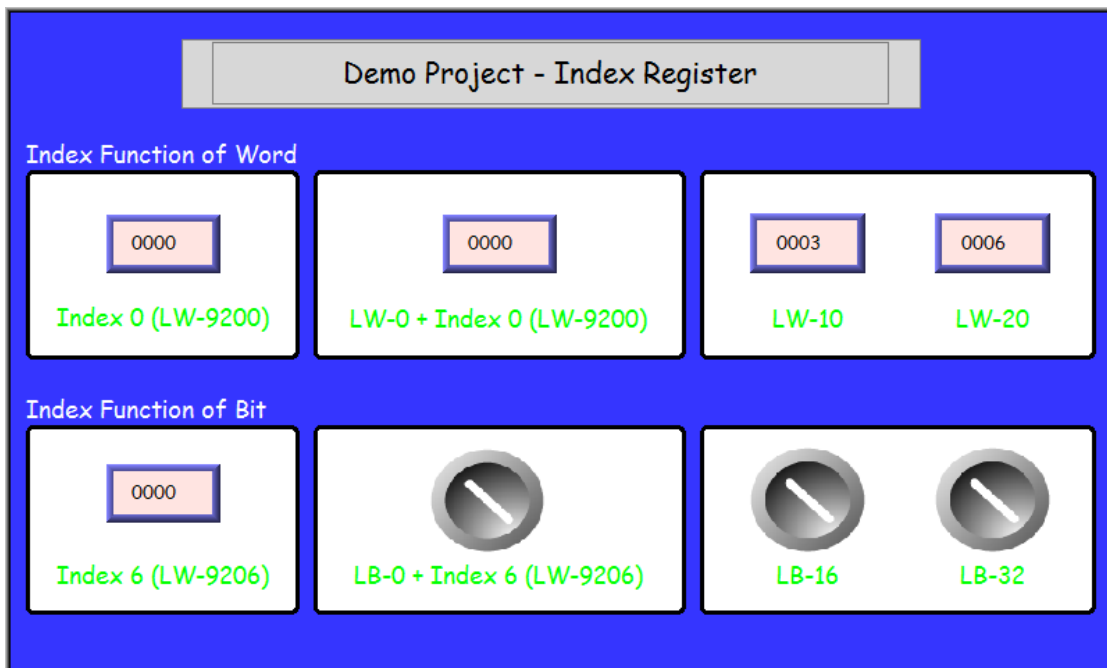 Demo Project - Index Register
Index Function of Word
0000
0000
0003
0006
Index 0 (LW-9200)
LW-0 + Index 0 (LW-9200)
LW-10
LW-20
Index Function of Bit
0000
Index 6 (LW-9206)
LB-0 + Index 6 (LW-9206)
LB-16
LB-32